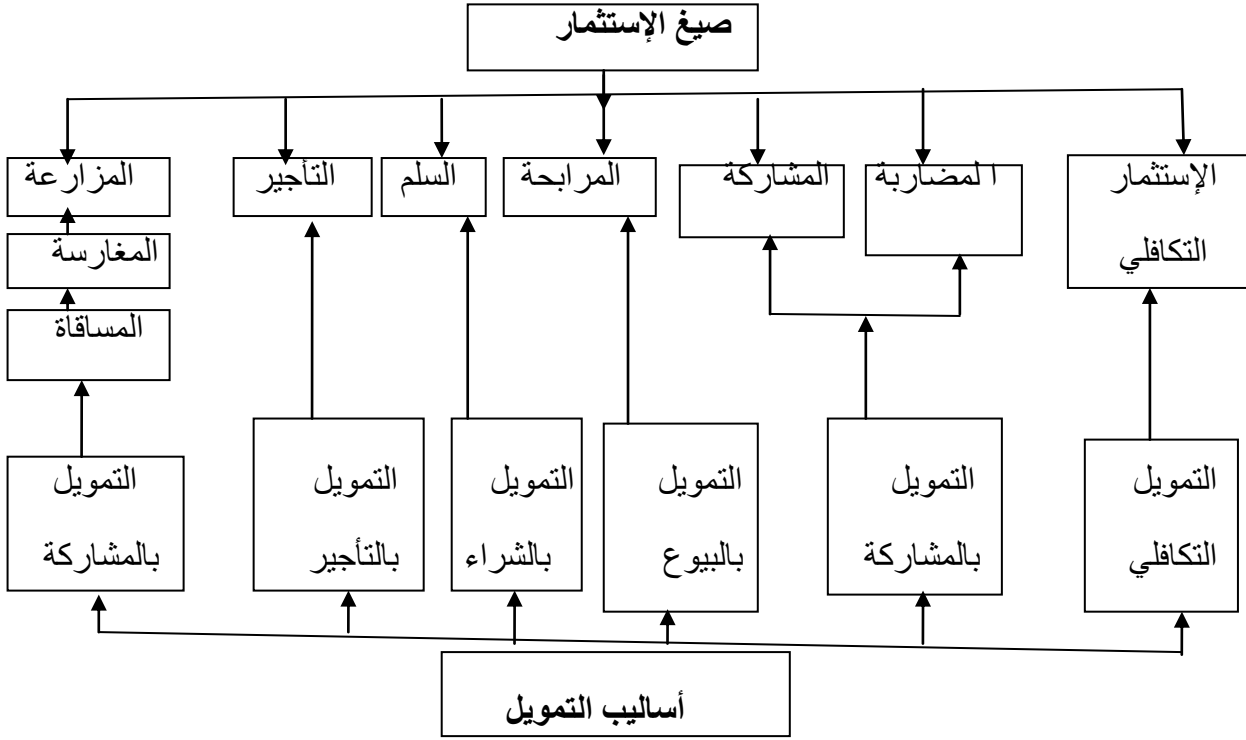 صيغ الإستثمار
الإستثمار
التكافلي
المضاربة
المشاركة
المرابحة
السلم
التأجير
المزارعة
المغارسة
المساقاة
التمويل
التكافلي
التمويل
بالمشاركة
التمويل
بالبيوع
التمويل
بالشراء
التمويل
بالتأجير
التمويل
بالمشاركة
أساليب التمويل